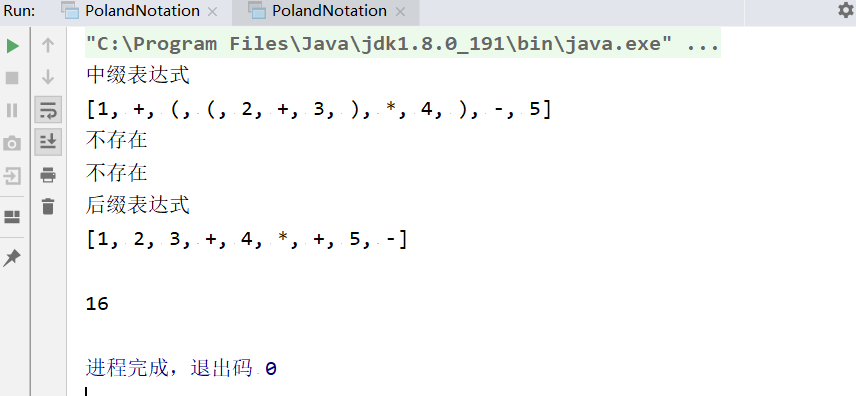 Run: PolandNotation × PolandNotation ×
"C:\Program Files\Java\jdk1.8.0_191\bin\java.exe" ...
中缀表达式
[1, +, (, (, 2, +, 3, ), *, 4, ), -, 5]
不存在
不存在
后缀表达式
[1, 2, 3, +, 4, *, +, 5, -]
16
进程完成，退出码 0